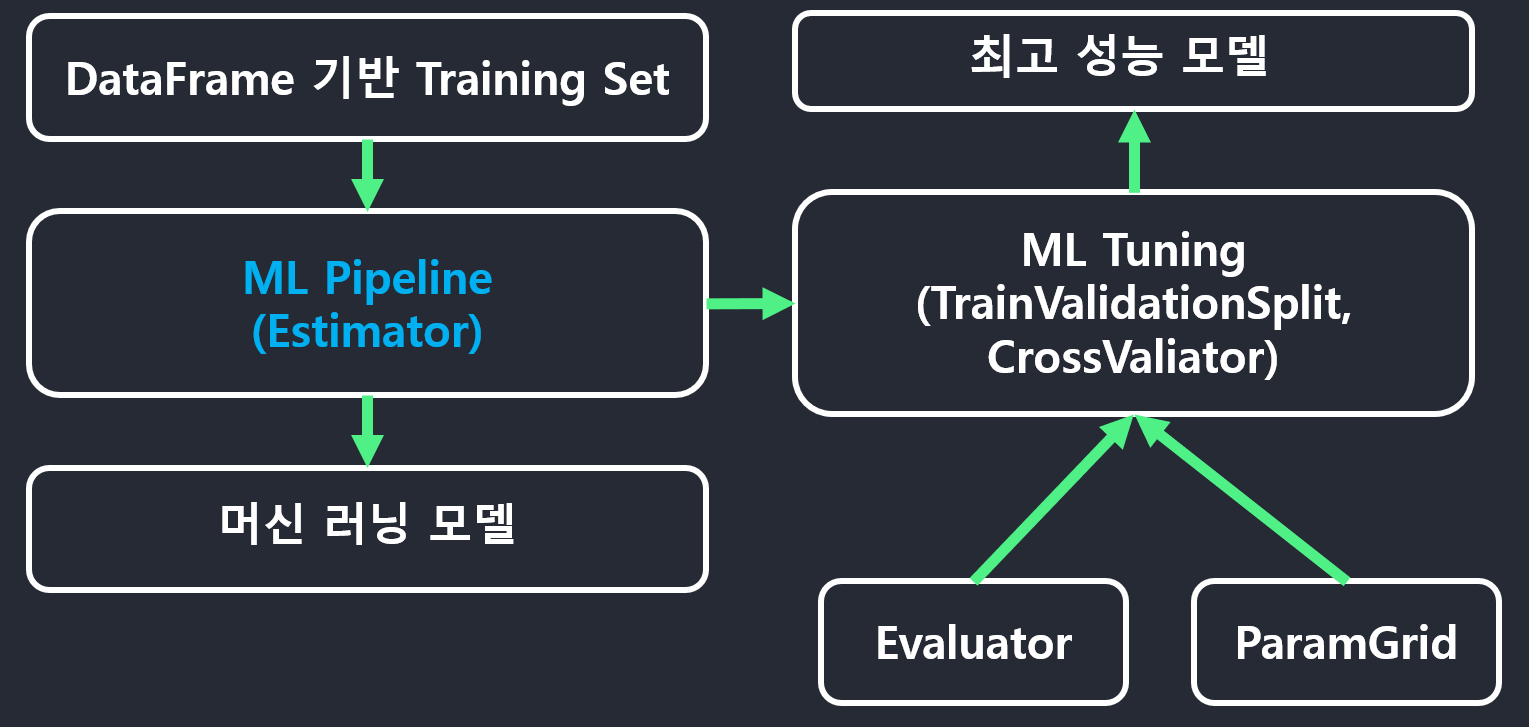 DataFrame 기반 Training Set
ML Pipeline
(Estimator)
머신 러닝 모델
최고 성능 모델
ML Tuning
(TrainValidationSplit,
CrossValiator)
Evaluator
ParamGrid